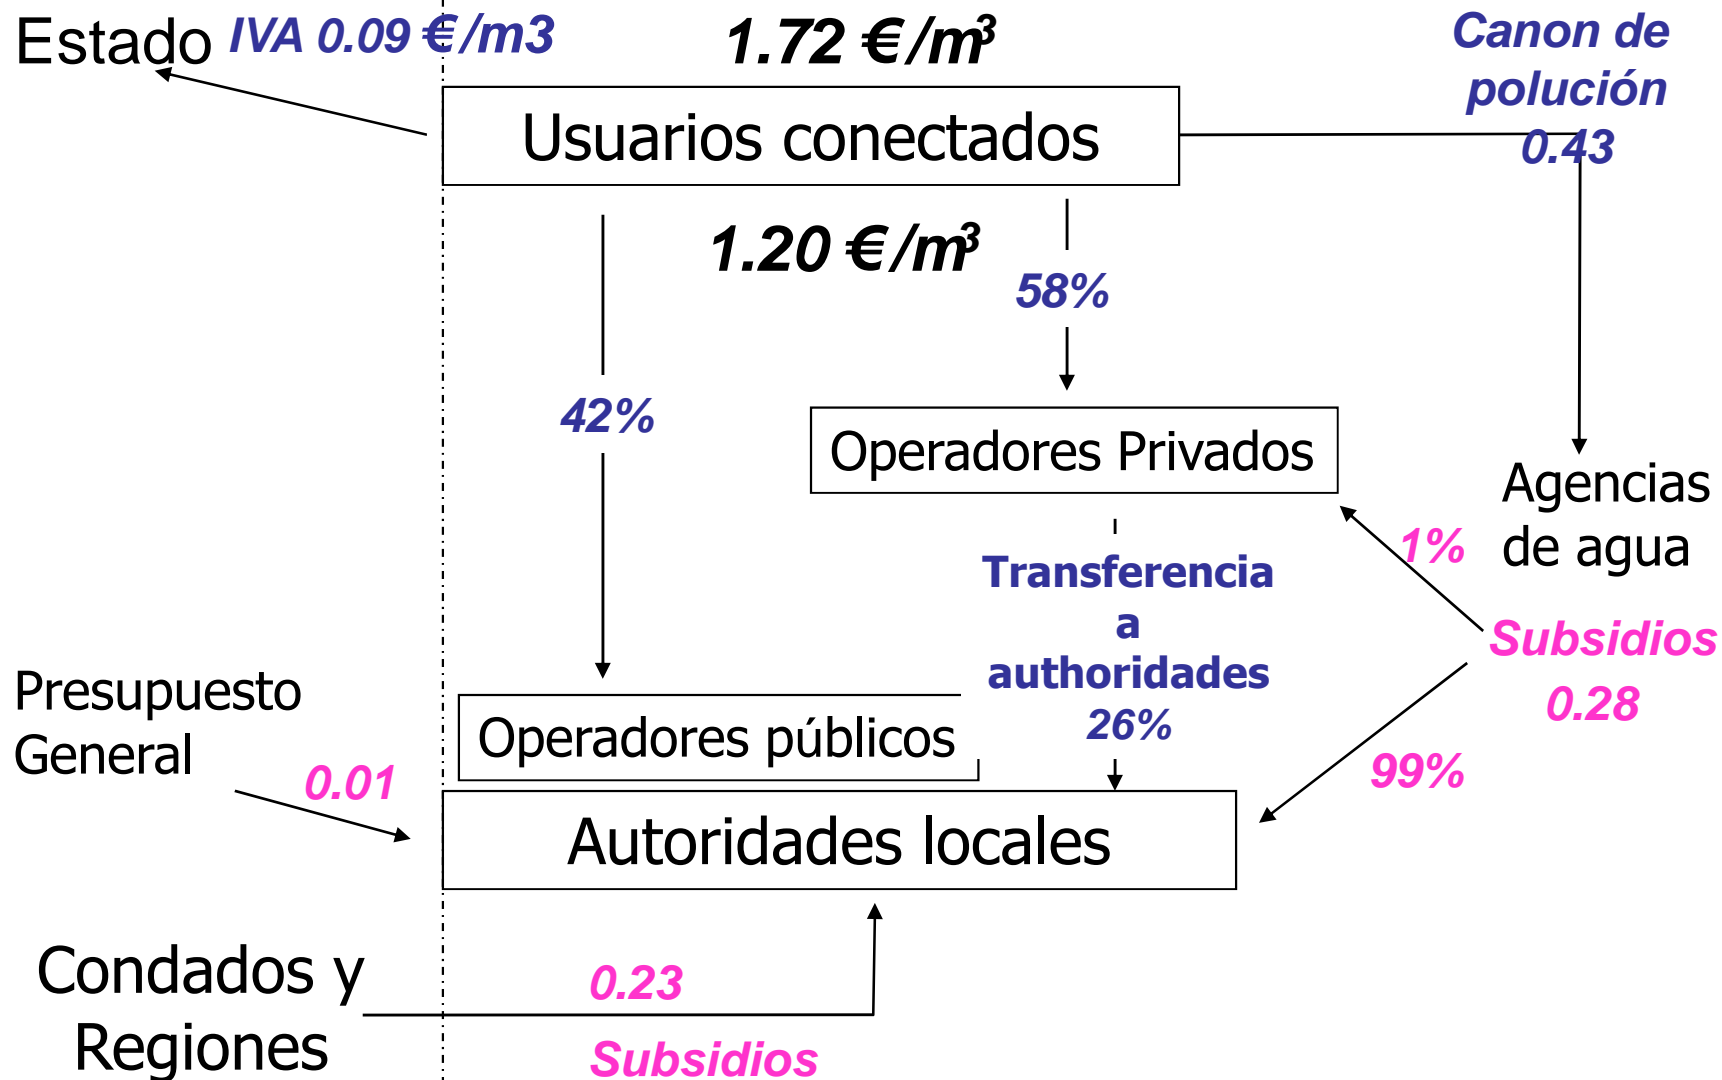 Estado
IVA 0.09 €/m3
1.72 €/m³
Canon de
polución
0.43
Usuarios conectados
1.20 €/m³
58%
42%
Operadores Privados
Agencias
de agua
1%
Transferencia
a
authoridades
26%
Subsidios
0.28
99%
Presupuesto
General
0.01
Operadores públicos
Autoridades locales
Condados y
Regiones
0.23
Subsidios